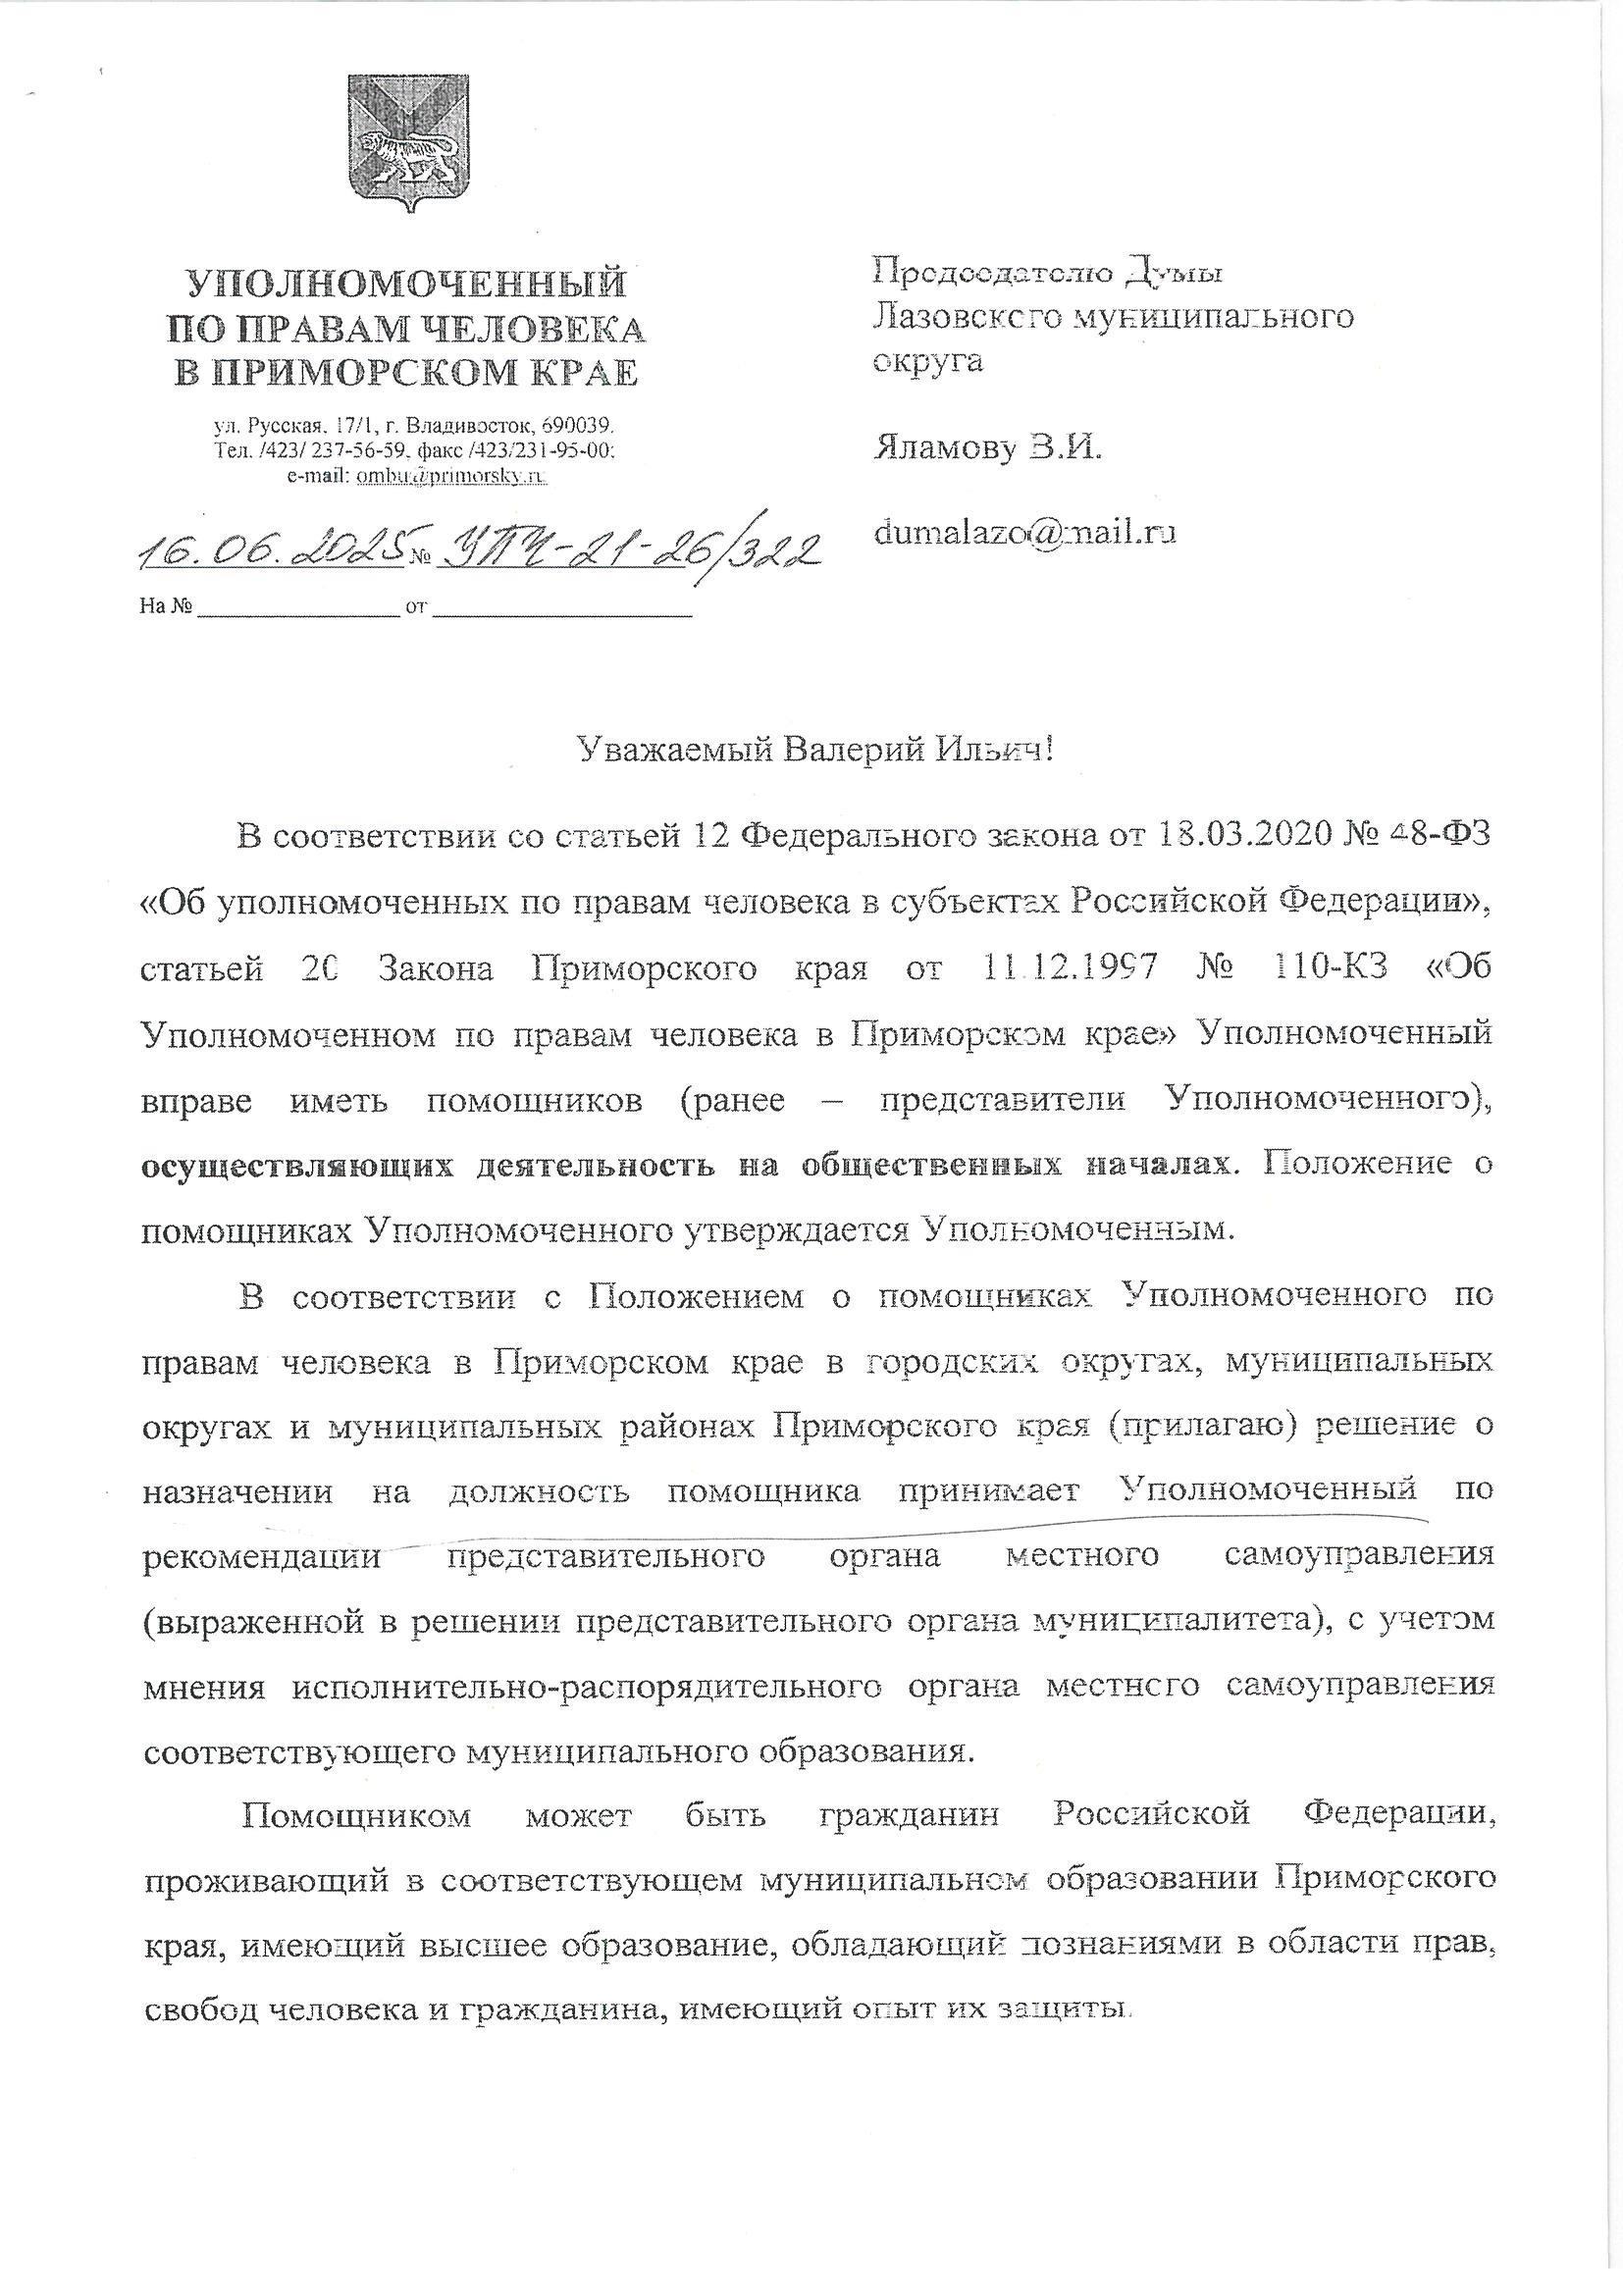 УПОЛНОМОЧЕННЫЙ
ПО ПРАВАМ ЧЕЛОВЕКА
В ПРИМОРСКОМ КРАЕ
ул. Русская, 17/1, г. Владивосток, 690039,
Тел. /423/ 237-56-59, факс /423/231-95-00;
e-mail: ombu@primorsky.ru
16.06.2025 № УПЧ-21-26/322
На № от
Председателю Думы
Лазовского муниципального
округа
Яламову В.И.
dumalazo@mail.ru
Уважаемый Валерий Ильич!
В соответствии со статьей 12 Федерального закона от 18.03.2020 № 48-ФЗ
«Об уполномоченных по правам человека в субъектах Российской Федерации»,
статьей 20 Закона Приморского края от 11.12.1997 № 110-КЗ «Об
Уполномоченном по правам человека в Приморском крае» Уполномоченный
вправе иметь помощников (ранее – представители Уполномоченного),
осуществляющих деятельность на общественных началах. Положение о
помощниках Уполномоченного утверждается Уполномоченным.
В соответствии с Положением о помощниках Уполномоченного по
правам человека в Приморском крае в городских округах, муниципальных
округах и муниципальных районах Приморского края (прилагаю) решение о
назначении на должность помощника принимает Уполномоченный по
рекомендации представительного органа местного самоуправления
(выраженной в решении представительного органа муниципалитета), с учетом
мнения исполнительно-распорядительного органа местного самоуправления
соответствующего муниципального образования.
Помощником может быть гражданин Российской Федерации,
проживающий в соответствующем муниципальном образовании Приморского
края, имеющий высшее образование, обладающий познаниями в области прав,
свобод человека и гражданина, имеющий опыт их защиты.